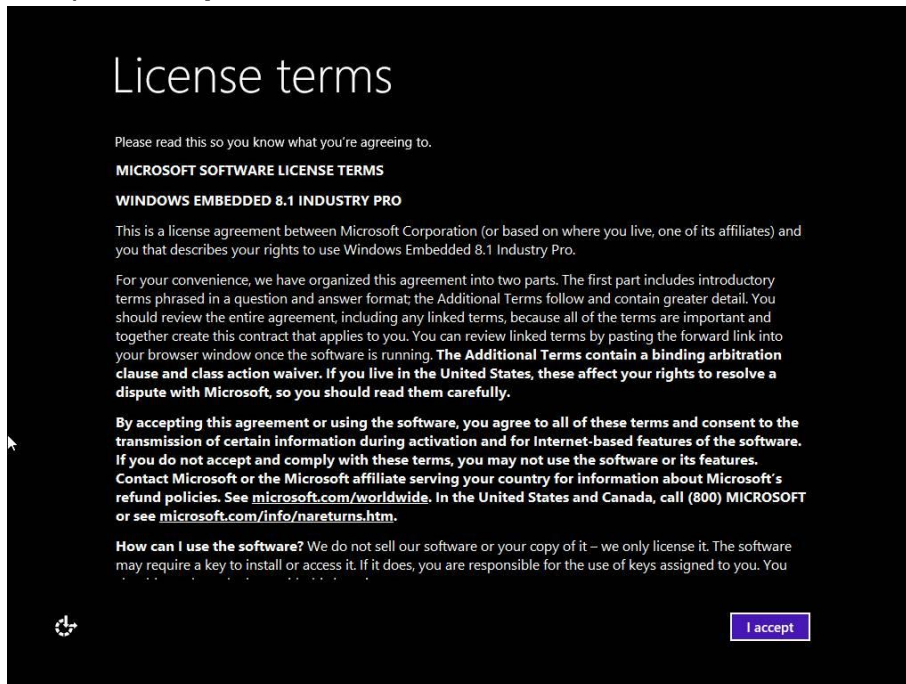 License terms
Please read this so you know what you're agreeing to.
MICROSOFT SOFTWARE LICENSE TERMS
WINDOWS EMBEDDED 8.1 INDUSTRY PRO
This is a license agreement between Microsoft Corporation (or based on where you live, one of its affiliates) and
you that describes your rights to use Windows Embedded 8.1 Industry Pro.
For your convenience, we have organized this agreement into two parts. The first part includes introductory
terms phrased in a question and answer format; the Additional Terms follow and contain greater detail. You
should review the entire agreement, including any linked terms, because all of the terms are important and
together create this contract that applies to you. You can review linked terms by pasting the forward link into
your browser window once the software is running. The Additional Terms contain a binding arbitration
clause and class action waiver. If you live in the United States, these affect your rights to resolve a
dispute with Microsoft, so you should read them carefully.
By accepting this agreement or using the software, you agree to all of these terms and consent to the
transmission of certain information during activation and for Internet-based features of the software.
If you do not accept and comply with these terms, you may not use the software or its features.
Contact Microsoft or the Microsoft affiliate serving your country for information about Microsoft's
refund policies. See microsoft.com/worldwide. In the United States and Canada, call (800) MICROSOFT
or see microsoft.com/info/nareturns.htm.
How can I use the software? We do not sell our software or your copy of it – we only license it. The software
may require a key to install or access it. If it does, you are responsible for the use of keys assigned to you. You
I accept